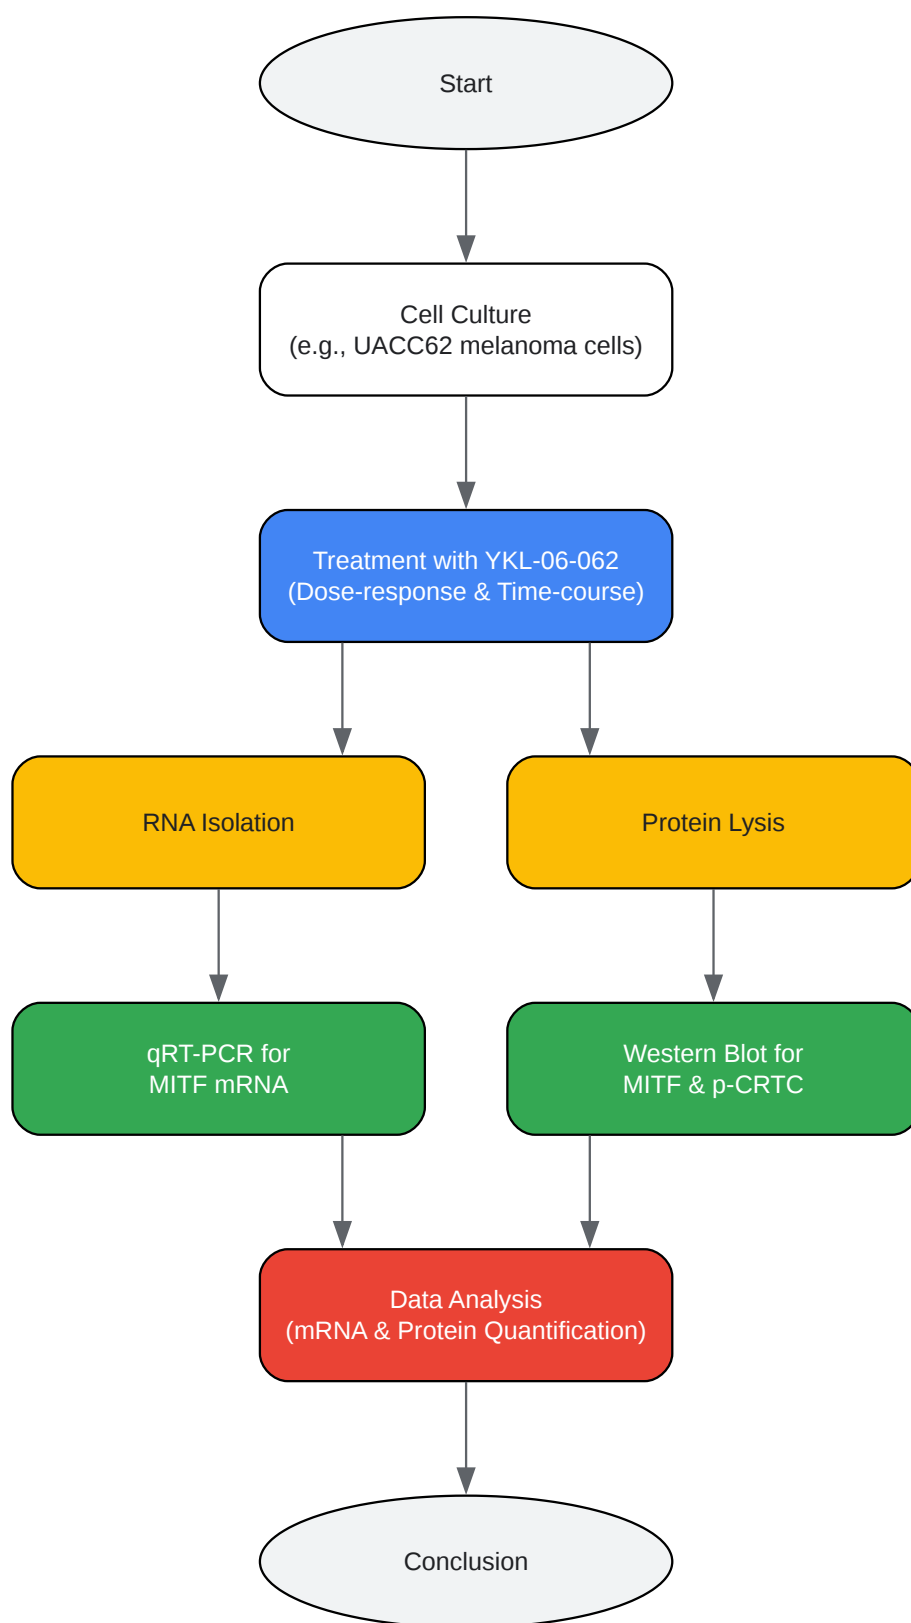 Start
Cell Culture
(e.g., UACC62 melanoma cells)
Treatment with YKL-06-062
(Dose-response & Time-course)
RNA Isolation
Protein Lysis
qRT-PCR for
MITF mRNA
Western Blot for
MITF & p-CRTC
Data Analysis
(mRNA & Protein Quantification)
Conclusion